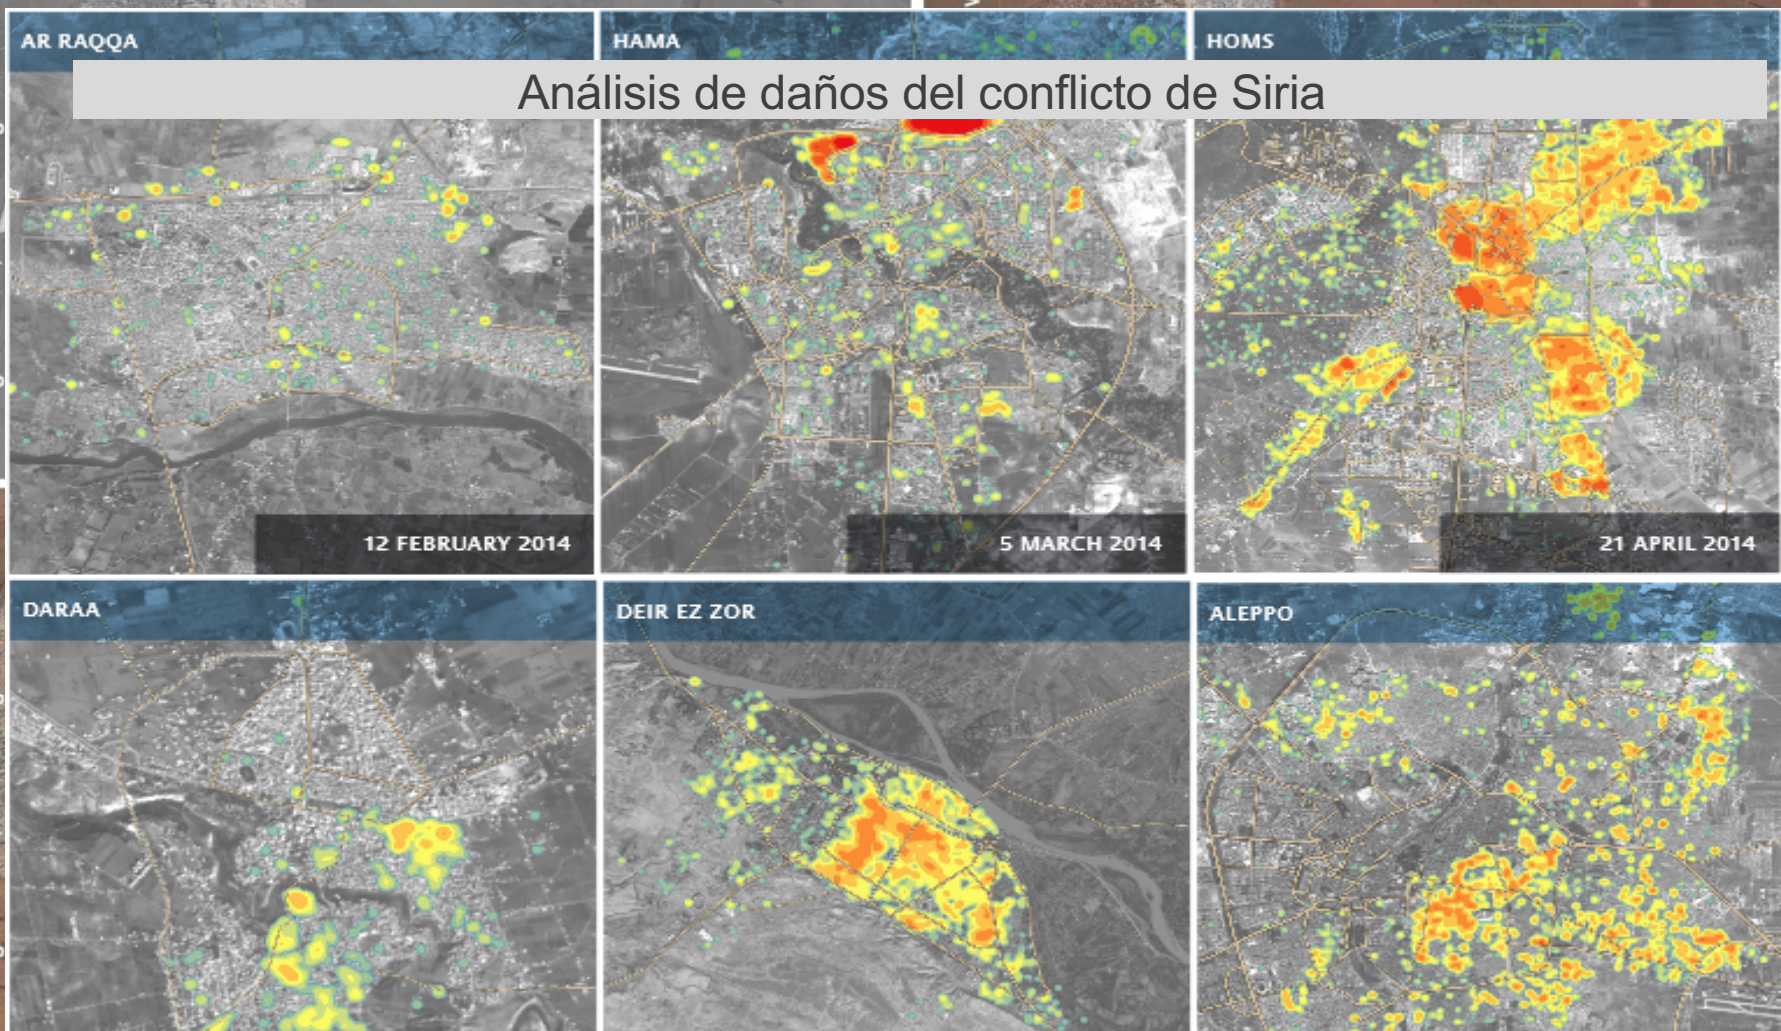 AR RAQQA
HAMA
HOMS
Análisis de daños del conflicto de Siria
12 FEBRUARY 2014
5 MARCH 2014
21 APRIL 2014
DARAA
DEIR EZ ZOR
ALEPPO